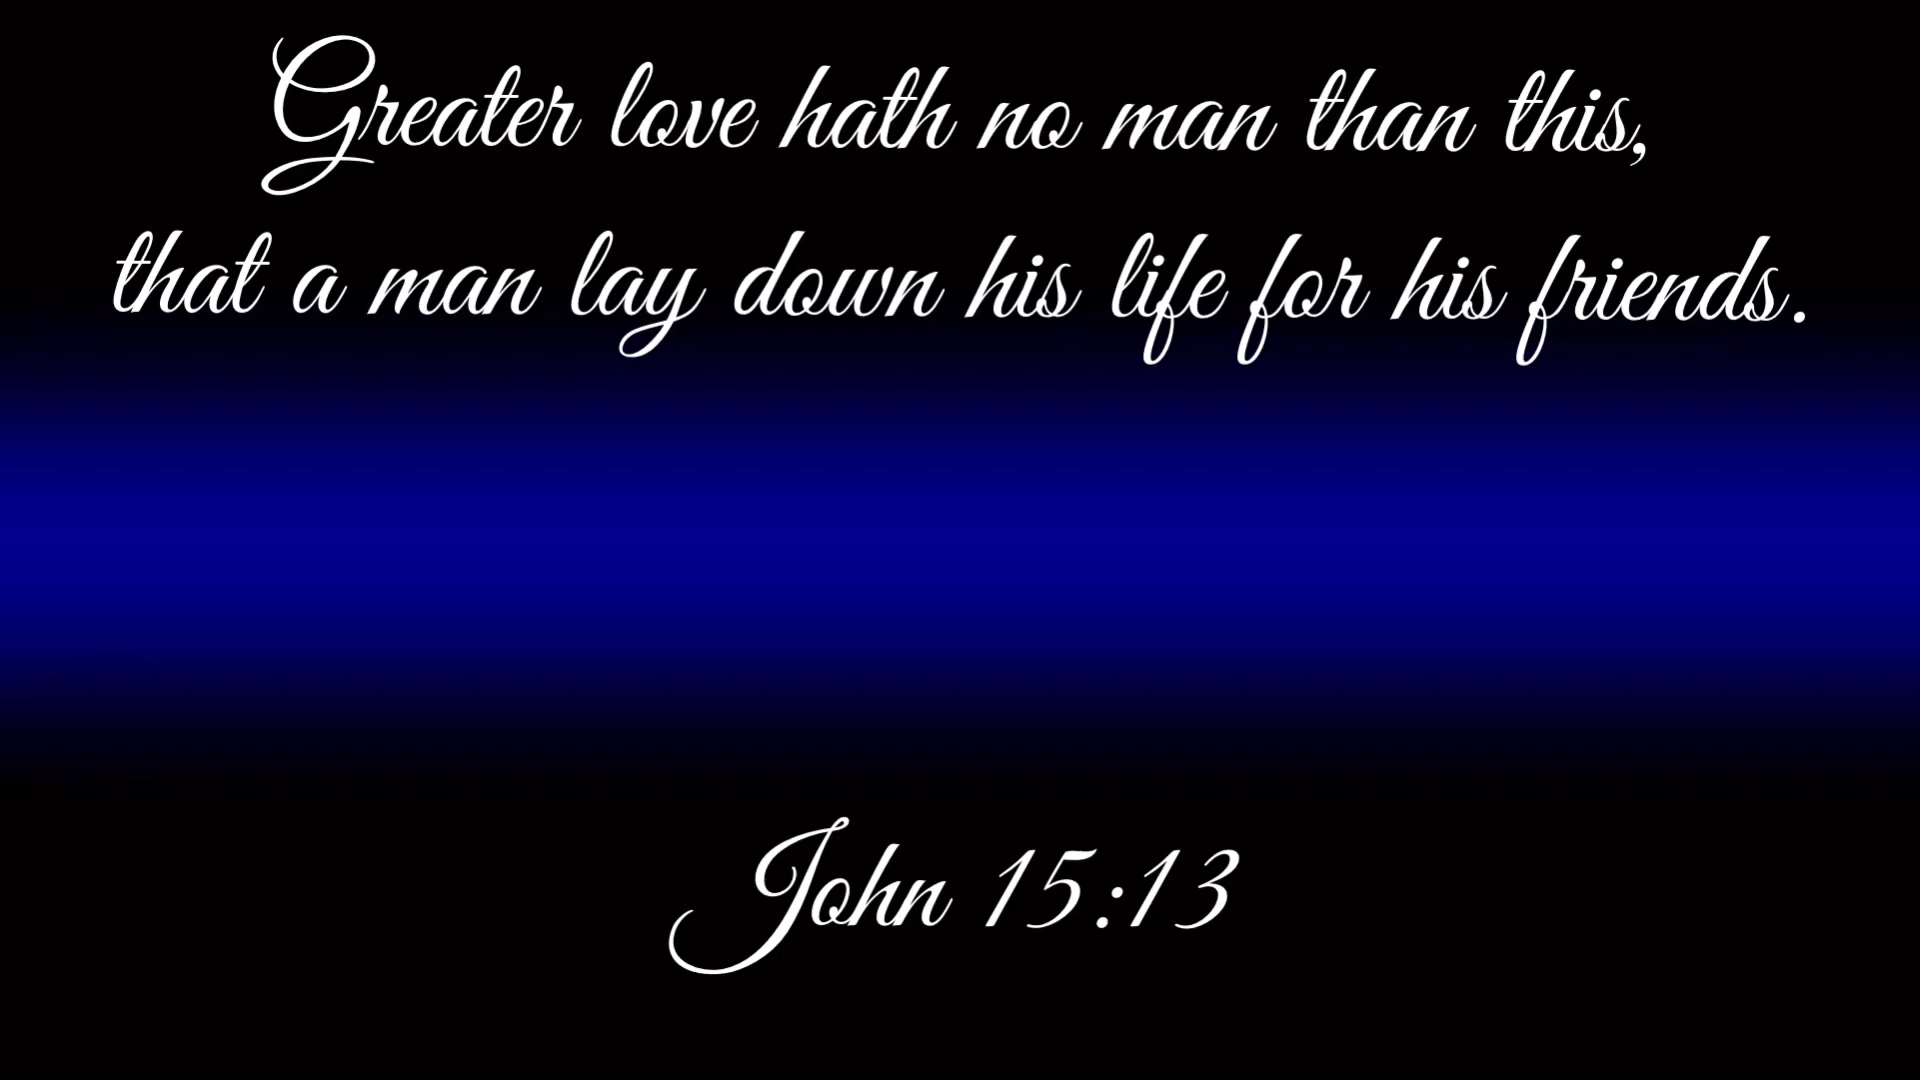 Greater love hath no man than this,
that a man lay down his life for his friends.
John 15:13